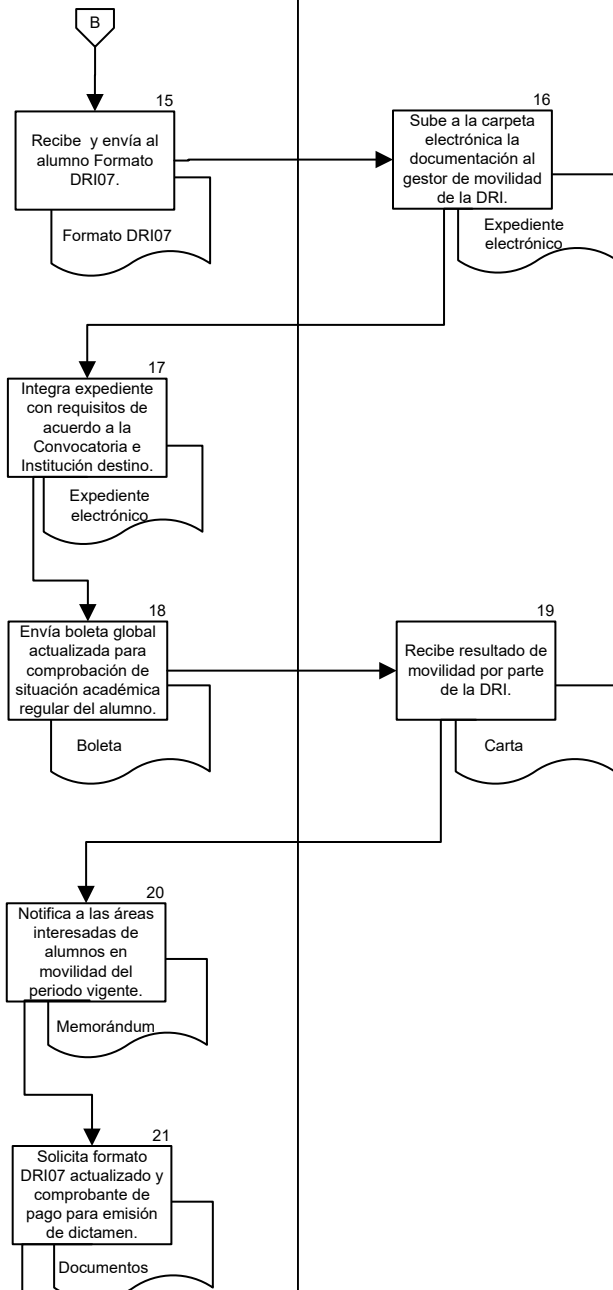 B
15
Recibe y envía al
alumno Formato
DRI07.
Formato DRI07
16
Sube a la carpeta
electrónica la
documentación al
gestor de movilidad
de la DRI.
Expediente
electrónico
17
Integra expediente
con requisitos de
acuerdo a la
Convocatoria e
Institución destino.
Expediente
electrónico
18
Envía boleta global
actualizada para
comprobación de
situación académica
regular del alumno.
Boleta
19
Recibe resultado de
movilidad por parte
de la DRI.
Carta
20
Notifica a las áreas
interesadas de
alumnos en
movilidad del
periodo vigente.
Memorándum
21
Solicita formato
DRI07 actualizado y
comprobante de
pago para emisión
de dictamen.
Documentos